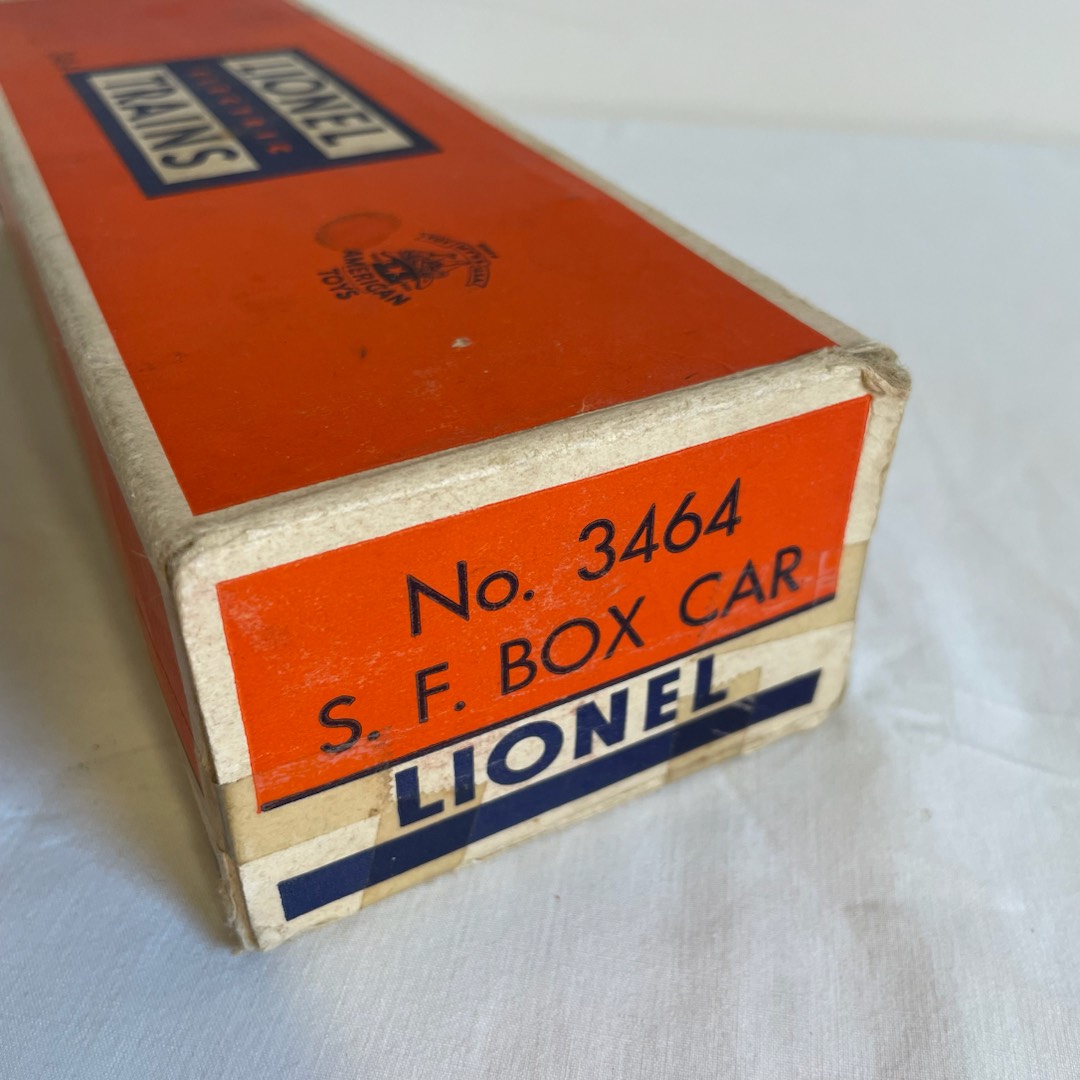 LIONEL
ELECTRIC
TRAINS
AMERICAN
TOYS
No. 3464
S. F. BOX CAR
LIONEL